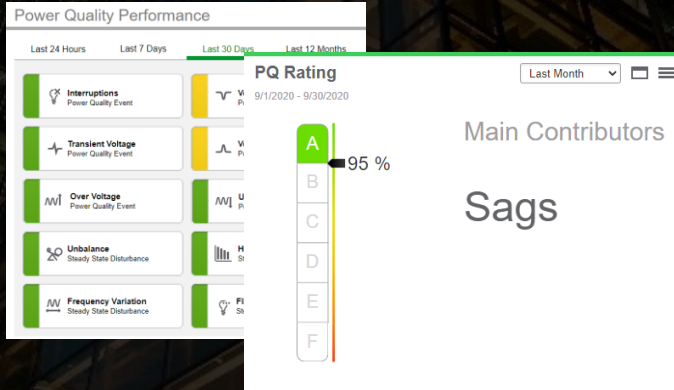 Power Quality Performance
Last 24 Hours
Last 7 Days
Last 30 Days
Last 12 Months
Interruptions
Power Quality Event
Transient Voltage
Power Quality Event
Over Voltage
Power Quality Event
Unbalance
Steady State Disturbance
Frequency Variation
Steady State Disturbance
PQ Rating
Last Month
9/1/2020 - 9/30/2020
A
95 %
B
C
D
E
F
Main Contributors
Sags